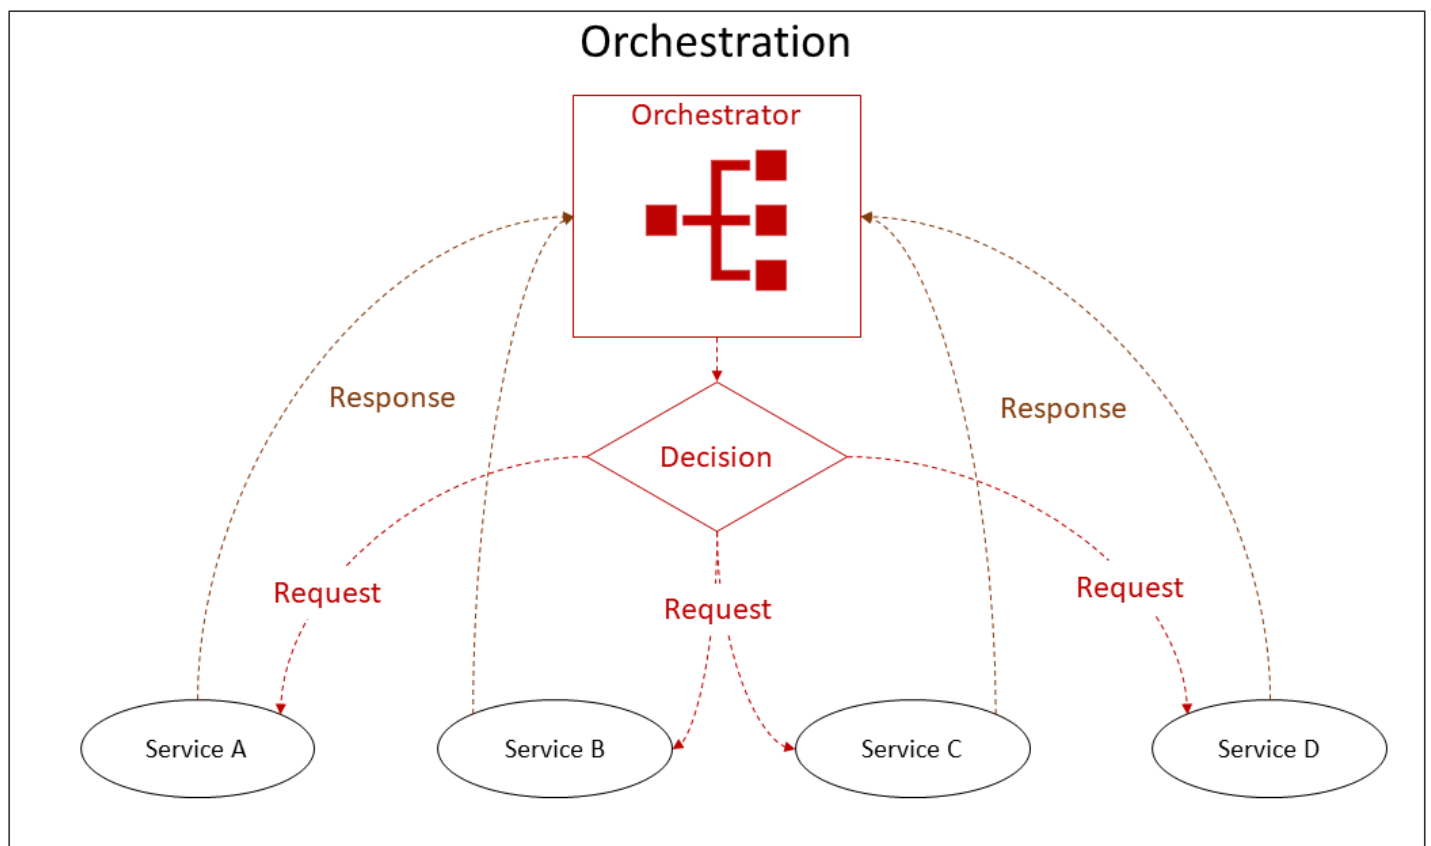 Orchestration
Orchestrator
Response
Response
Decision
Request
Request
Request
Service A
Service B
Service C
Service D